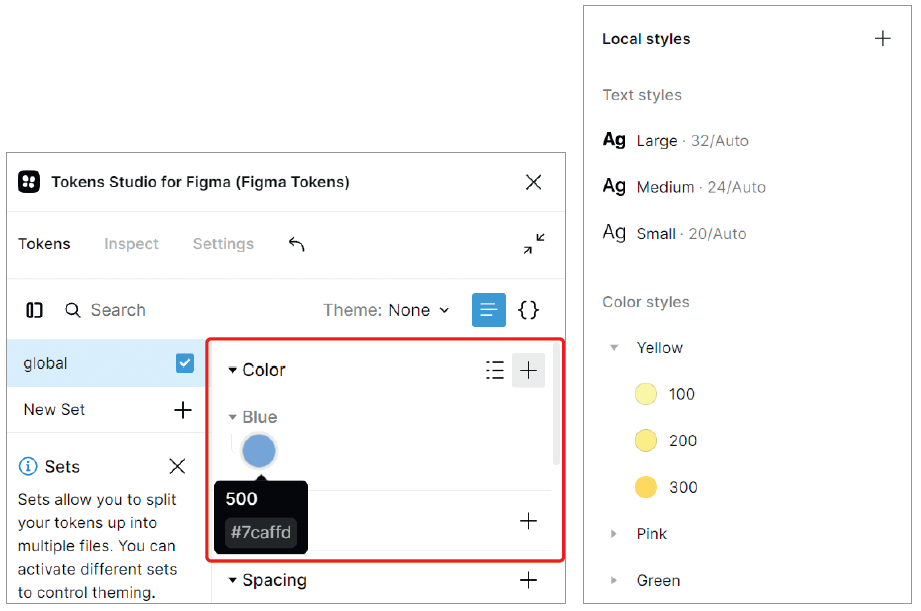 Tokens Studio for Figma (Figma Tokens)
Tokens Inspect Settings
Search
Theme: None
{}
global
New Set
Sets
Sets allow you to split
your tokens up into
multiple files. You can
activate different sets
to control theming.
Color
Blue
500
#7caffd
Spacing
Local styles
Text styles
Ag Large · 32/Auto
Ag Medium · 24/Auto
Ag Small · 20/Auto
Color styles
Yellow
100
200
300
Pink
Green